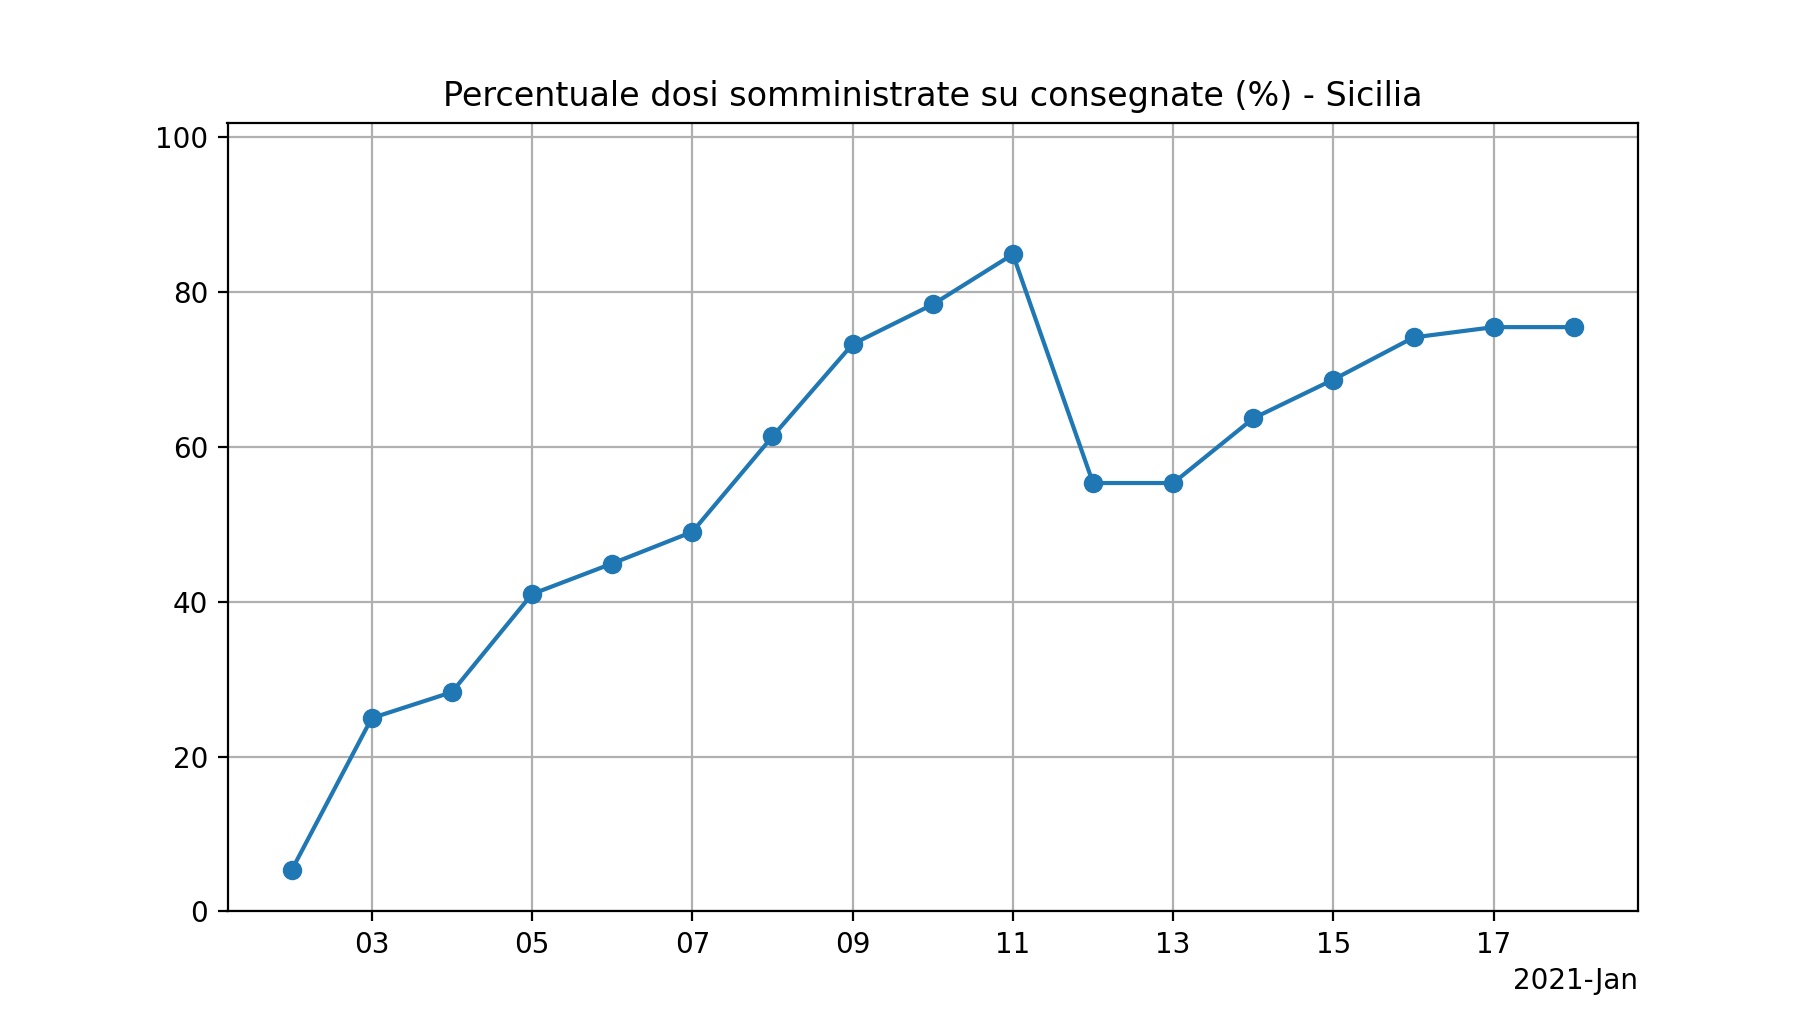 Percentuale dosi somministrate su consegnate (%) - Sicilia
100
80
60
40
20
0
03 05 07 09 11 13 15 17
2021-Jan